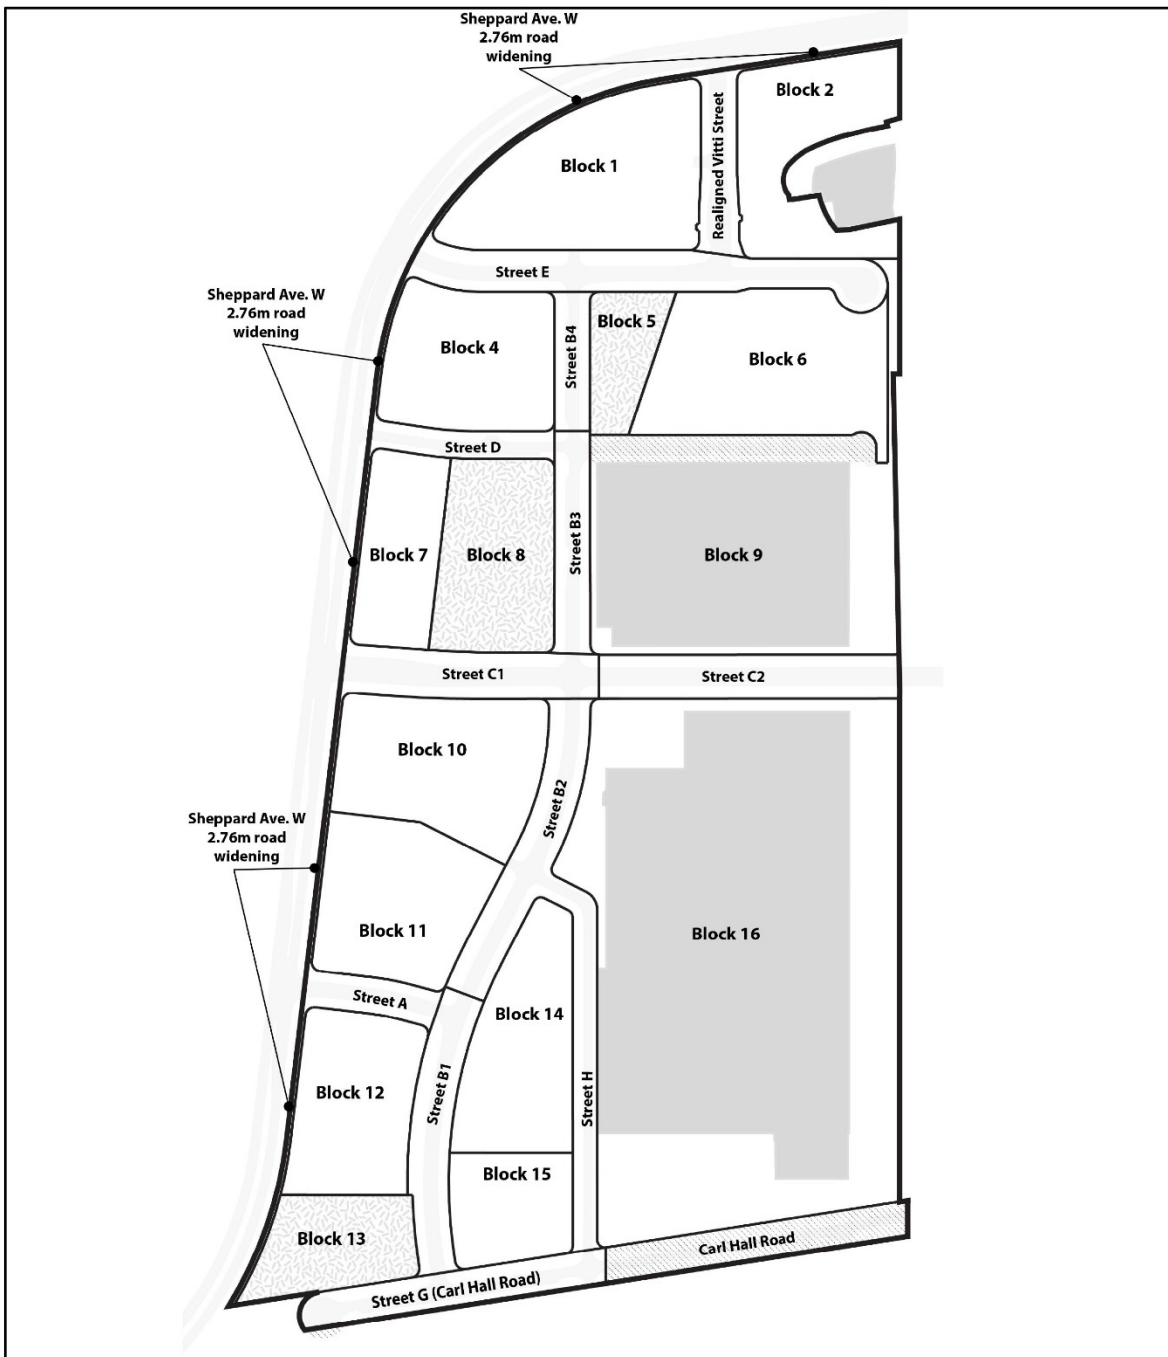 Sheppard Ave. W
2.76m road
widening
Block 2
Realigned Vitti Street
Block 1
Street E
Sheppard Ave. W
2.76m road
widening
Block 5
Block 4
Street B4
Block 6
Street D
Block 7
Block 8
Street B3
Block 9
Street C1
Street C2
Block 10
Street B2
Sheppard Ave. W
2.76m road
widening
Block 11
Block 16
Street A
Block 14
Block 12
Street B1
Street H
Block 15
Block 13
Carl Hall Road
Street G (Carl Hall Road)